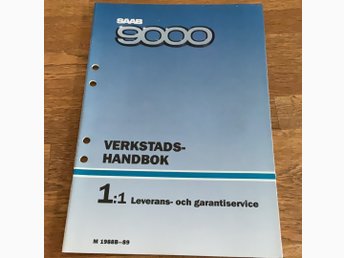 SAAB
9000
VERKSTADS-
HANDBOK
1:1 Leverans- och garantiservice
M 1988B–89